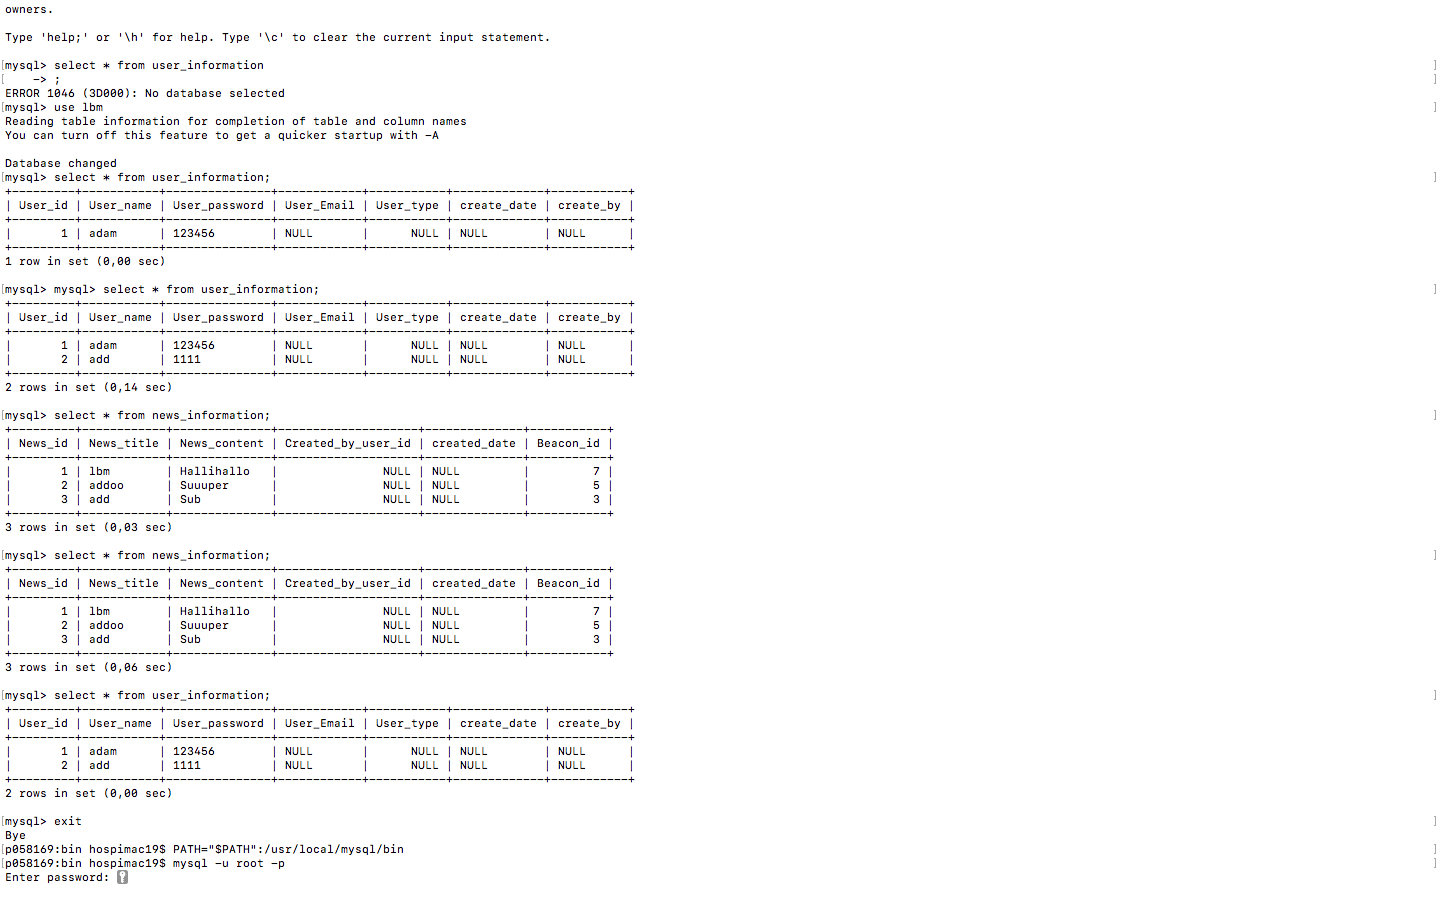 owners.
Type 'help;' or '\h' for help. Type '\c' to clear the current input statement.
[mysql> select * from user_information ]
[    -> ; ]
ERROR 1046 (3D000): No database selected
[mysql> use lbm ]
Reading table information for completion of table and column names
You can turn off this feature to get a quicker startup with -A
Database changed
[mysql> select * from user_information; ]
+---------+-----------+---------------+------------+-----------+-------------+-----------+
| User_id | User_name | User_password | User_Email | User_type | create_date | create_by |
+---------+-----------+---------------+------------+-----------+-------------+-----------+
|       1 | adam      | 123456        | NULL       |      NULL | NULL        | NULL      |
+---------+-----------+---------------+------------+-----------+-------------+-----------+
1 row in set (0,00 sec)
[mysql> mysql> select * from user_information; ]
+---------+-----------+---------------+------------+-----------+-------------+-----------+
| User_id | User_name | User_password | User_Email | User_type | create_date | create_by |
+---------+-----------+---------------+------------+-----------+-------------+-----------+
|       1 | adam      | 123456        | NULL       |      NULL | NULL        | NULL      |
|       2 | add       | 1111          | NULL       |      NULL | NULL        | NULL      |
+---------+-----------+---------------+------------+-----------+-------------+-----------+
2 rows in set (0,14 sec)
[mysql> select * from news_information; ]
+---------+------------+--------------+--------------------+--------------+-----------+
| News_id | News_title | News_content | Created_by_user_id | created_date | Beacon_id |
+---------+------------+--------------+--------------------+--------------+-----------+
|       1 | lbm        | Hallihallo   |               NULL | NULL         |         7 |
|       2 | addoo      | Suuuper      |               NULL | NULL         |         5 |
|       3 | add        | Sub          |               NULL | NULL         |         3 |
+---------+------------+--------------+--------------------+--------------+-----------+
3 rows in set (0,03 sec)
[mysql> select * from news_information; ]
+---------+------------+--------------+--------------------+--------------+-----------+
| News_id | News_title | News_content | Created_by_user_id | created_date | Beacon_id |
+---------+------------+--------------+--------------------+--------------+-----------+
|       1 | lbm        | Hallihallo   |               NULL | NULL         |         7 |
|       2 | addoo      | Suuuper      |               NULL | NULL         |         5 |
|       3 | add        | Sub          |               NULL | NULL         |         3 |
+---------+------------+--------------+--------------------+--------------+-----------+
3 rows in set (0,06 sec)
[mysql> select * from user_information; ]
+---------+-----------+---------------+------------+-----------+-------------+-----------+
| User_id | User_name | User_password | User_Email | User_type | create_date | create_by |
+---------+-----------+---------------+------------+-----------+-------------+-----------+
|       1 | adam      | 123456        | NULL       |      NULL | NULL        | NULL      |
|       2 | add       | 1111          | NULL       |      NULL | NULL        | NULL      |
+---------+-----------+---------------+------------+-----------+-------------+-----------+
2 rows in set (0,00 sec)
[mysql> exit ]
Bye
[p058169:bin hospimac19$ PATH="$PATH":/usr/local/mysql/bin ]
[p058169:bin hospimac19$ mysql -u root -p ]
Enter password: